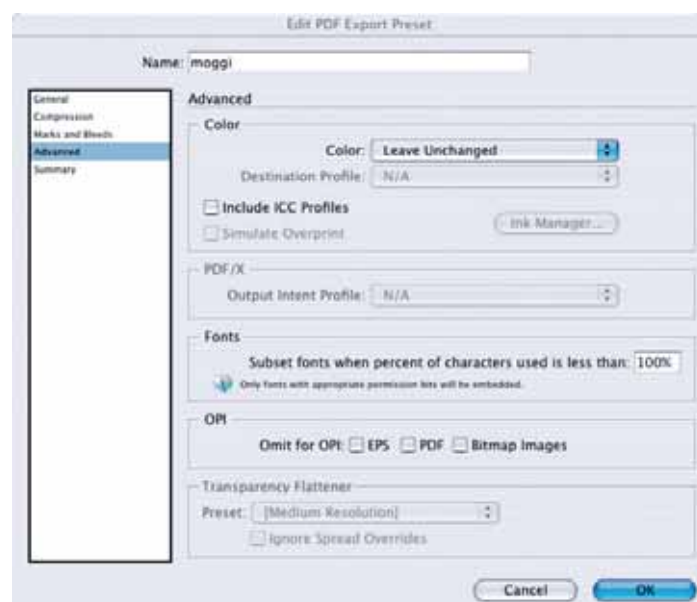 Edit PDF Export Preset
Name: moggi
General
Compression
Marks and Bleeds
Advanced
Summary
Advanced
Color
Color: Leave Unchanged
Destination Profile: N/A
Include ICC Profiles
Simulate Overprint
Ink Manager...
PDF/X
Output Intent Profile: N/A
Fonts
Subset fonts when percent of characters used is less than: 100%
Only fonts with appropriate permission bits will be embedded.
OPI
Omit for OPI: EPS PDF Bitmap Images
Transparency Flattener
Preset: [Medium Resolution]
Ignore Spread Overrides
Cancel OK